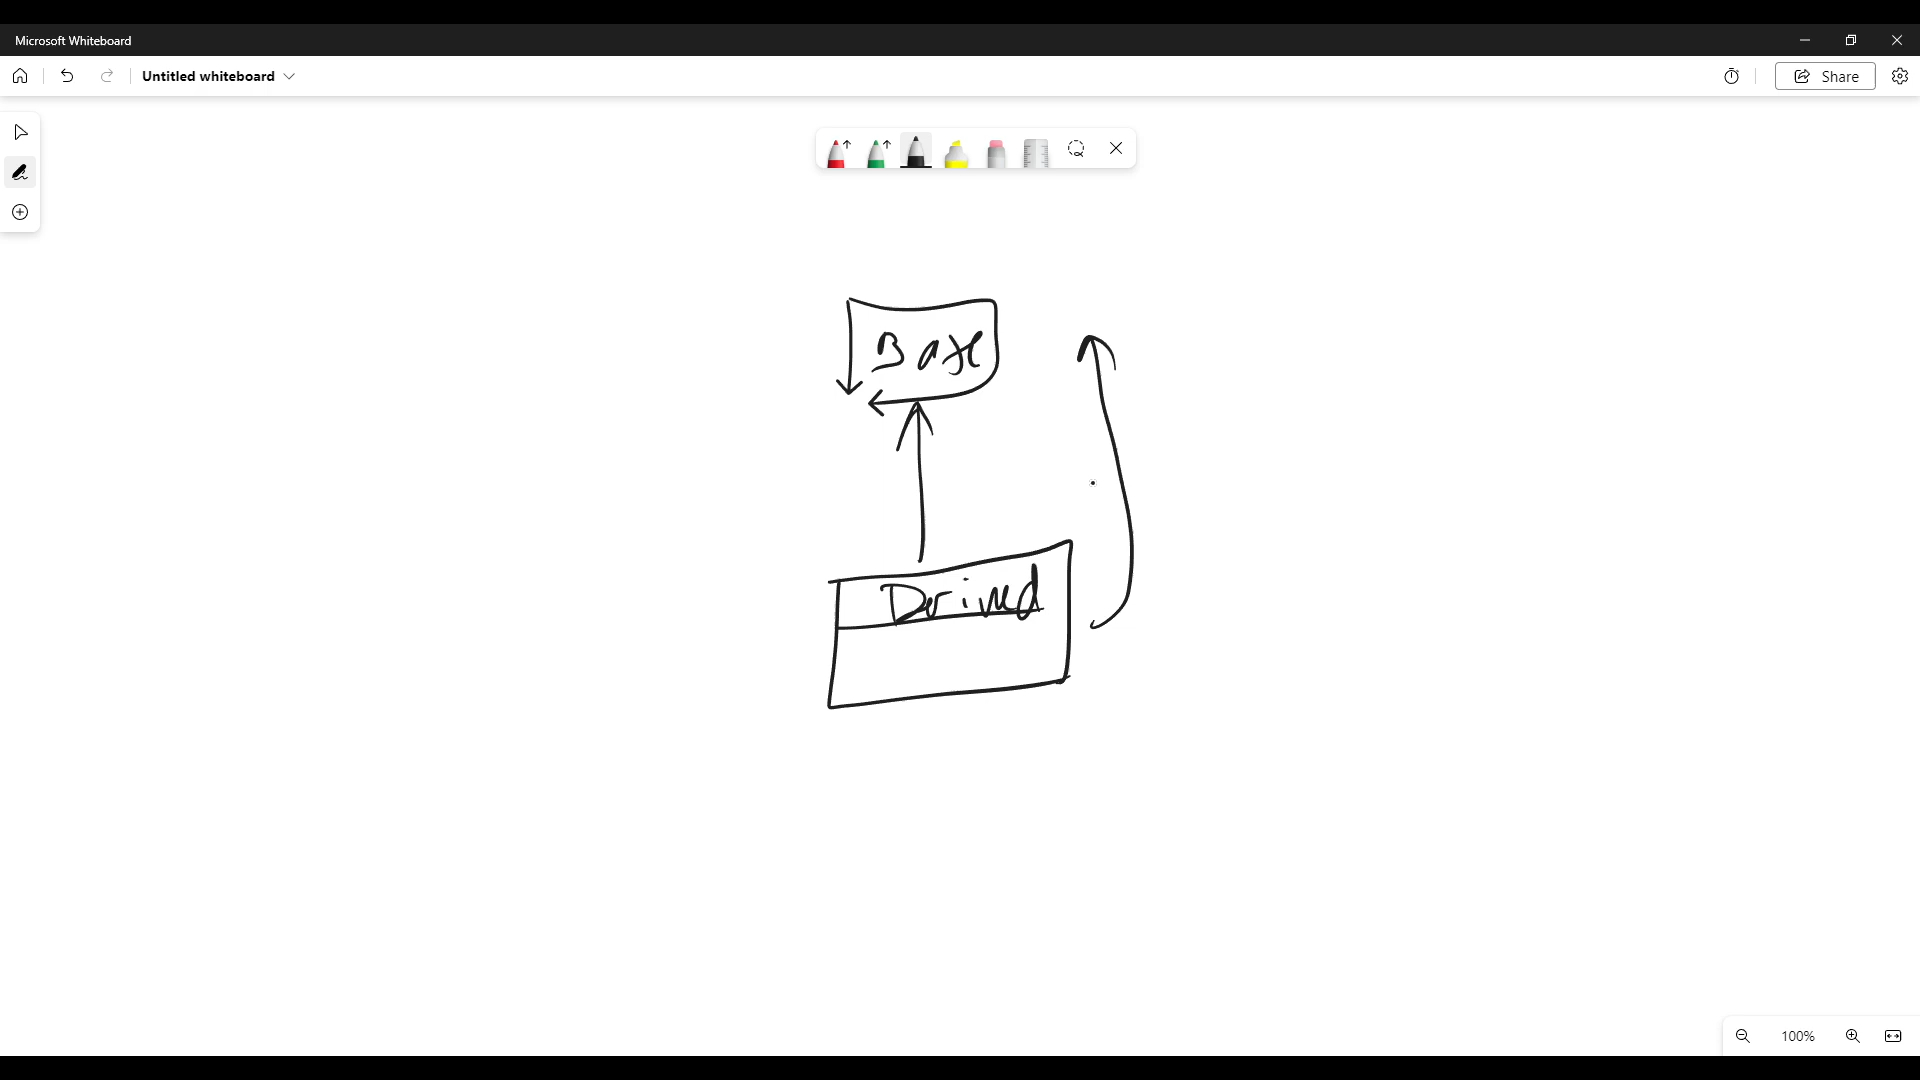 Microsoft Whiteboard
Untitled whiteboard
Share
Base
Derived
100%